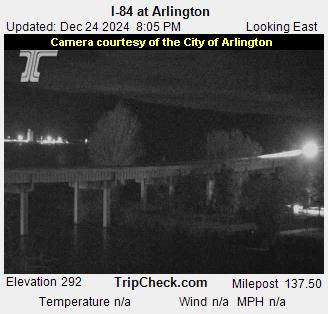 I-84 at Arlington
Updated: Dec 24 2024 8:05 PM Looking East
Camera courtesy of the City of Arlington
Elevation 292 TripCheck.com Milepost 137.50
Temperature n/a Wind n/a MPH n/a